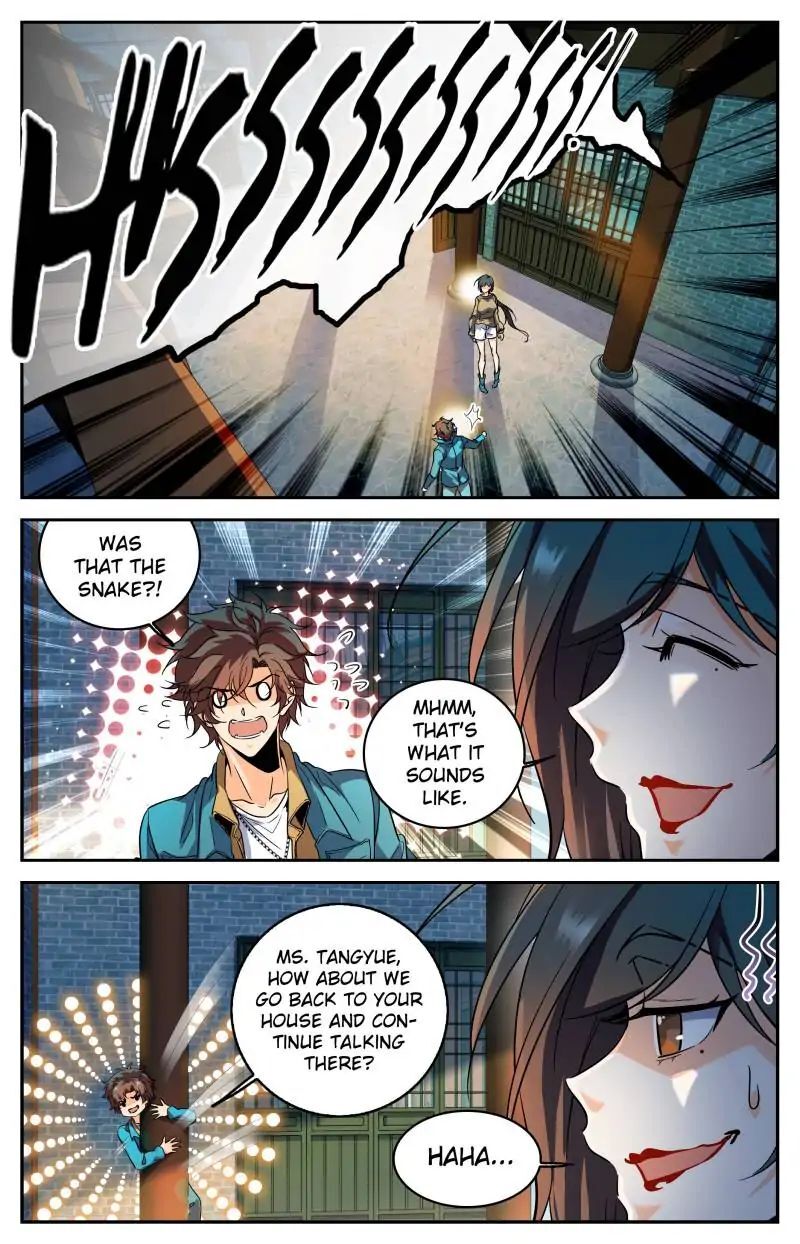 HHSSSSSSSSS!
WAS
THAT THE
SNAKE?!
MHMM,
THAT'S
WHAT IT
SOUNDS
LIKE.
MS. TANGYUE,
HOW ABOUT WE
GO BACK TO YOUR
HOUSE AND CON-
TINUE TALKING
THERE?
HAHA...